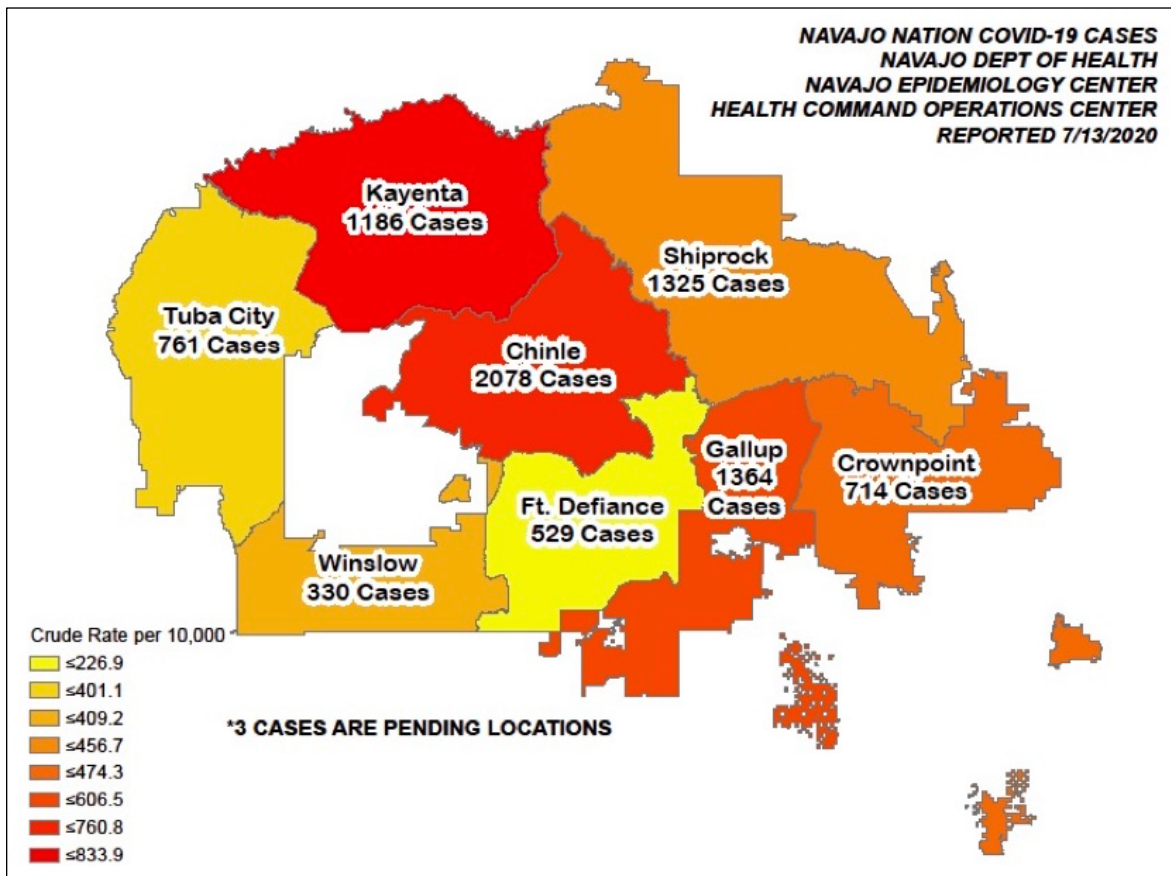 NAVAJO NATION COVID-19 CASES
NAVAJO DEPT OF HEALTH
NAVAJO EPIDEMIOLOGY CENTER
HEALTH COMMAND OPERATIONS CENTER
REPORTED 7/13/2020
Kayenta
1186 Cases
Shiprock
1325 Cases
Tuba City
761 Cases
Chinle
2078 Cases
Gallup
1364
Cases
Crownpoint
714 Cases
Ft. Defiance
529 Cases
Winslow
330 Cases
Crude Rate per 10,000
≤226.9
≤401.1
≤409.2
≤456.7
≤474.3
≤606.5
≤760.8
≤833.9
*3 CASES ARE PENDING LOCATIONS